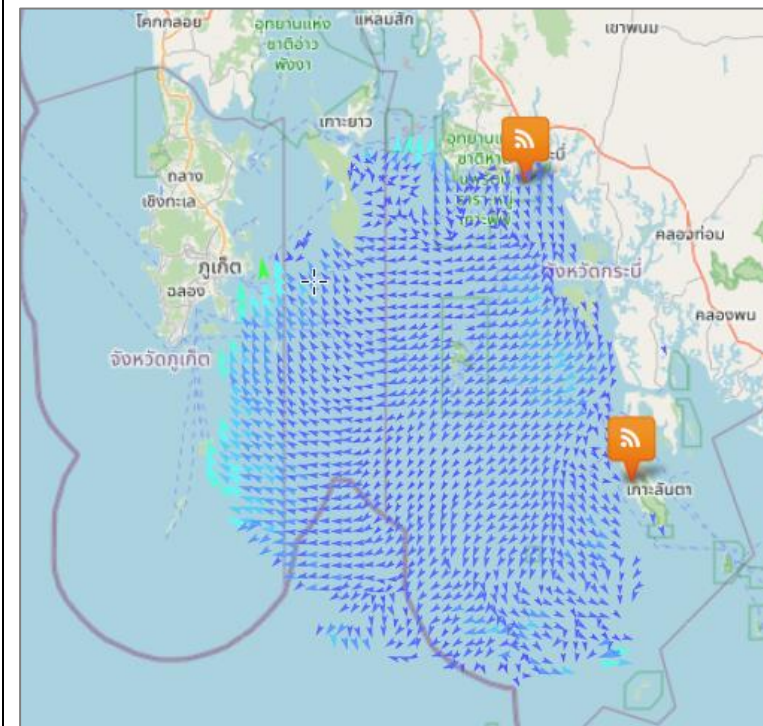 โคกกลอย
อุทยานแห่ง
ชาติอ่าว
พังงา
แหลมสัก
เขาพนม
เกาะยาว
ถลาง
เชิงทะเล
ภูเก็ต
ฉลอง
จังหวัดภูเก็ต
คลองท่อม
จังหวัดกระบี่
คลองพน
เกาะลันตา